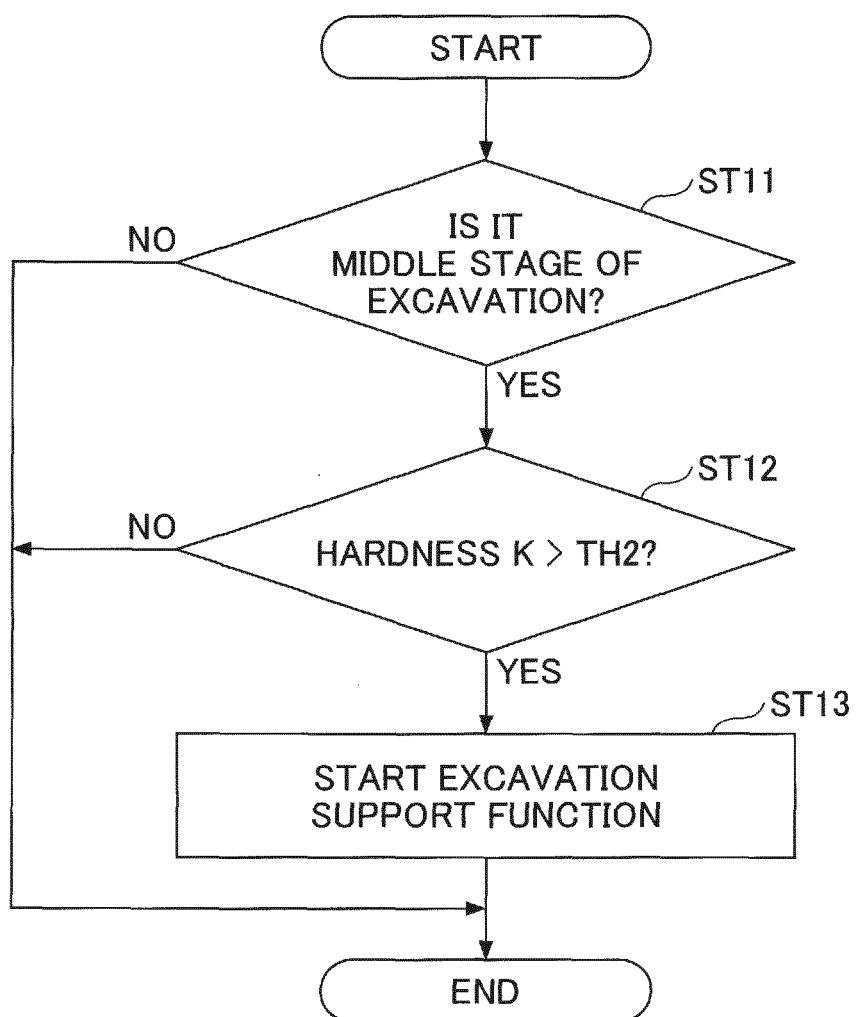 START
ST11
IS IT
MIDDLE STAGE OF
EXCAVATION?
NO
YES
ST12
HARDNESS K > TH2?
NO
YES
ST13
START EXCAVATION
SUPPORT FUNCTION
END